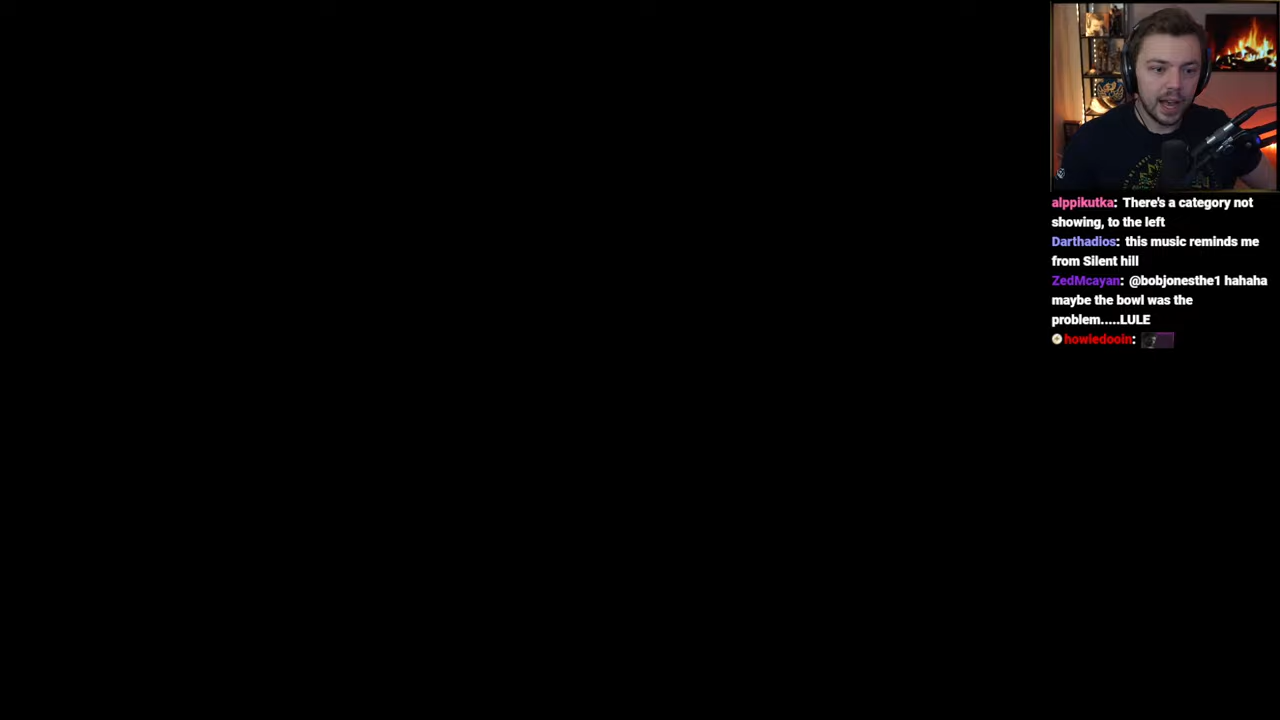 alppikutka: There's a category not
showing, to the left
Darthadios: this music reminds me
from Silent hill
ZedMcayan: @bobjonesthe1 hahaha
maybe the bowl was the
problem.....LULE
howledooin: